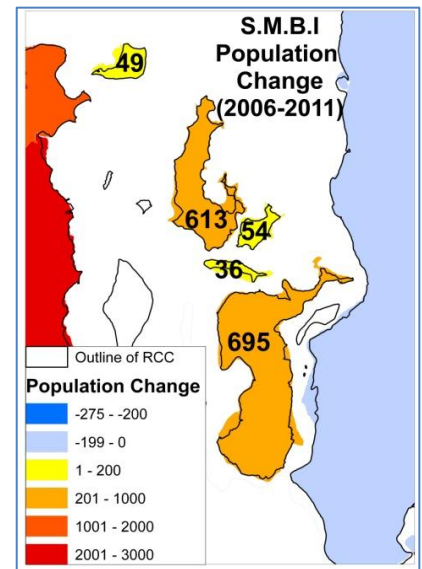 S.M.B.I
Population
Change
(2006-2011)
49
613
54
36
695
Outline of RCC
Population Change
-275 - -200
-199 - 0
1 - 200
201 - 1000
1001 - 2000
2001 - 3000